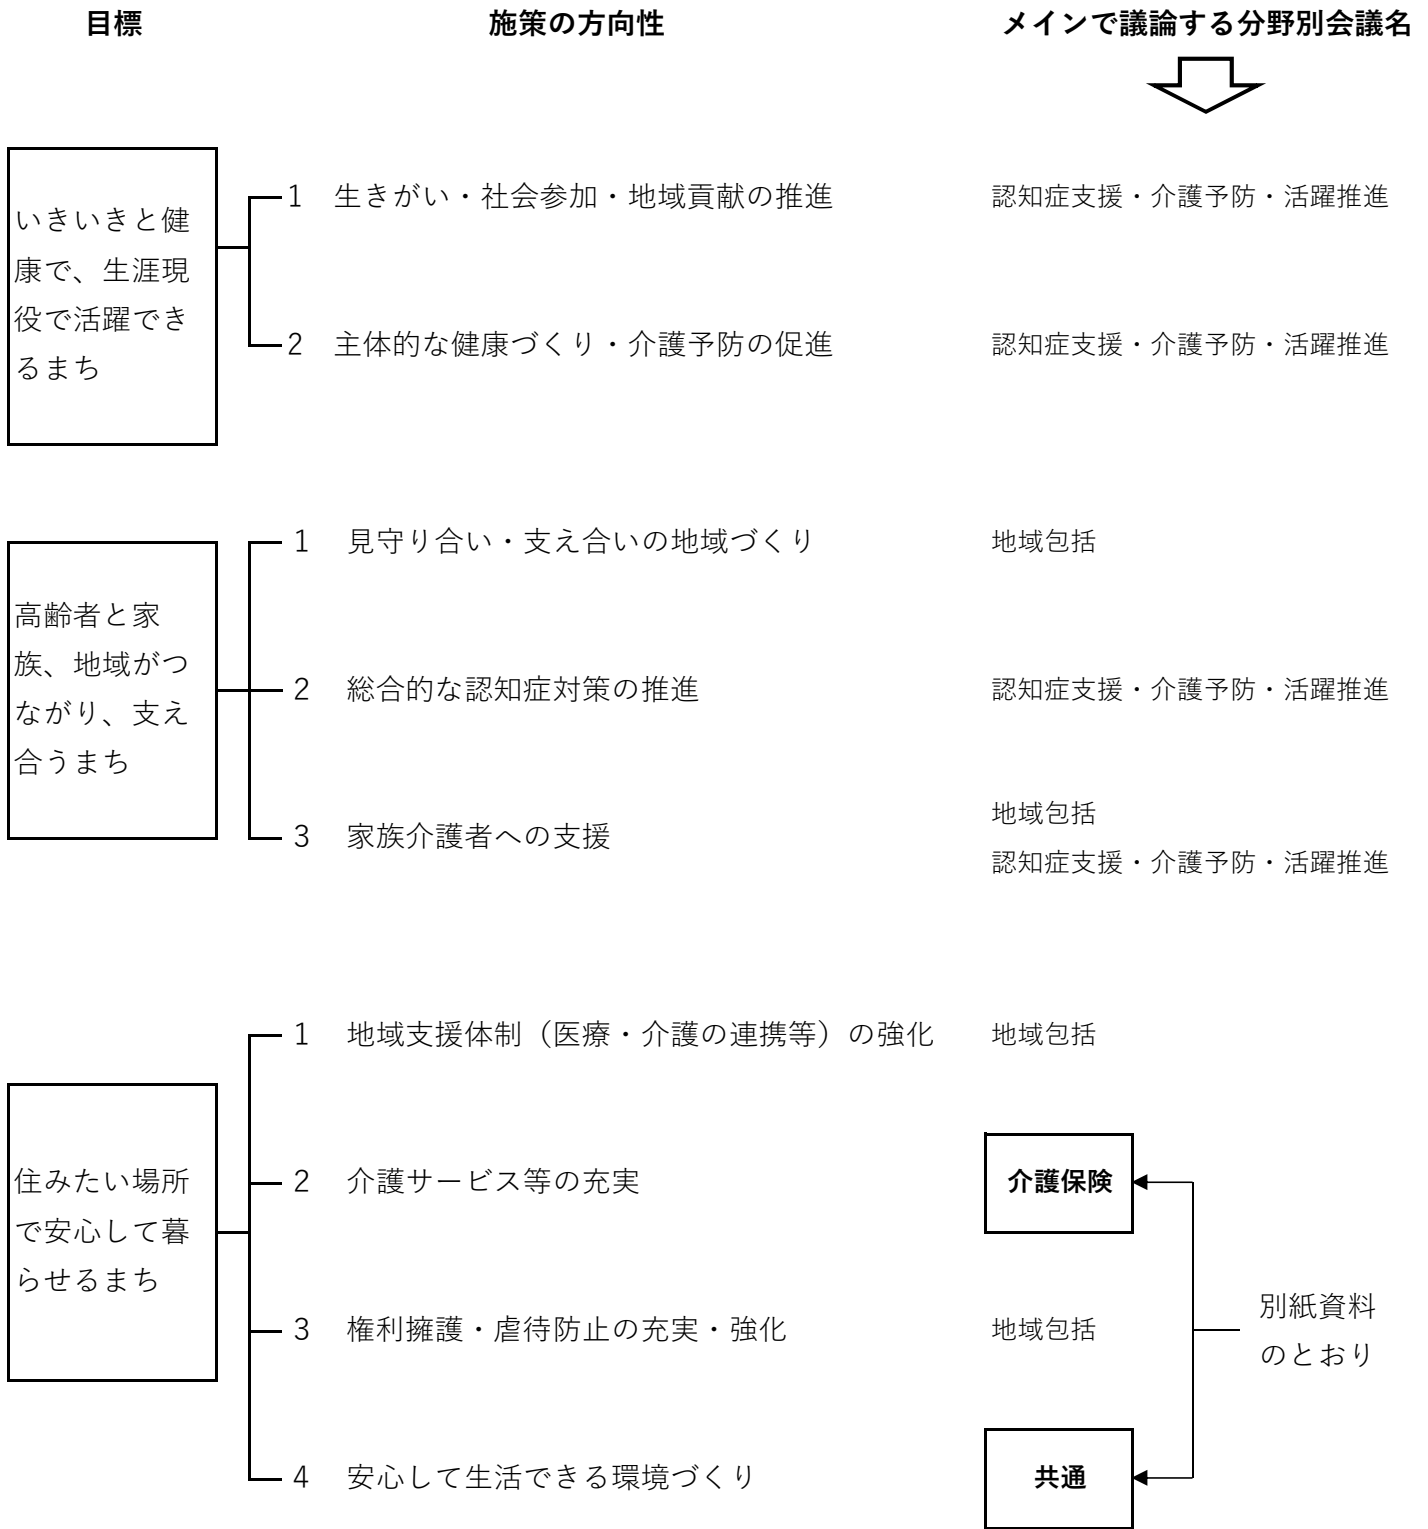 目標 施策の方向性 メインで議論する分野別会議名
いきいきと健
康で、生涯現
役で活躍でき
るまち
1 生きがい・社会参加・地域貢献の推進 認知症支援・介護予防・活躍推進
2 主体的な健康づくり・介護予防の促進 認知症支援・介護予防・活躍推進
高齢者と家
族、地域がつ
ながり、支え
合うまち
1 見守り合い・支え合いの地域づくり 地域包括
2 総合的な認知症対策の推進 認知症支援・介護予防・活躍推進
3 家族介護者への支援
地域包括
認知症支援・介護予防・活躍推進
住みたい場所
で安心して暮
らせるまち
1 地域支援体制（医療・介護の連携等）の強化 地域包括
2 介護サービス等の充実 介護保険
3 権利擁護・虐待防止の充実・強化 地域包括
4 安心して生活できる環境づくり 共通
別紙資料
のとおり